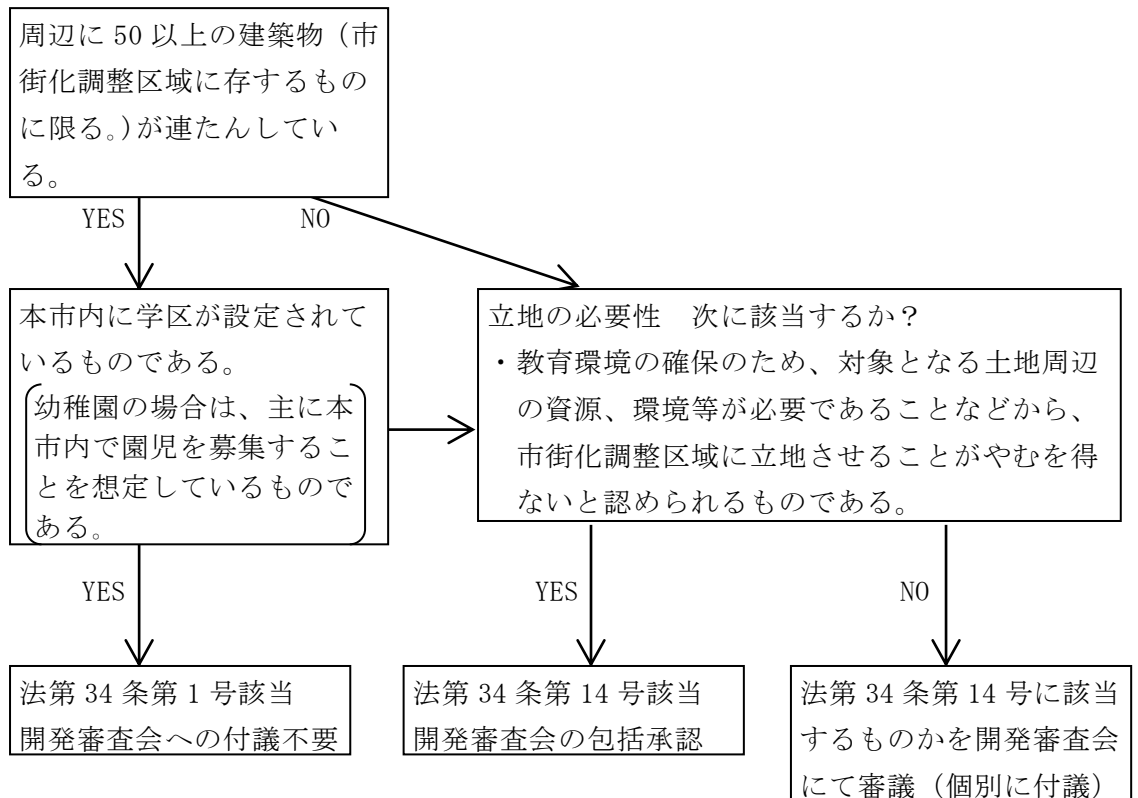 周辺に 50 以上の建築物（市
街化調整区域に存するもの
に限る。）が連たんしてい
る。
YES
NO
本市内に学区が設定されて
いるものである。
幼稚園の場合は、主に本
市内で園児を募集するこ
とを想定しているもので
ある。
立地の必要性　次に該当するか？
・教育環境の確保のため、対象となる土地周辺
の資源、環境等が必要であることなどから、
市街化調整区域に立地させることがやむを得
ないと認められるものである。
YES
YES
NO
法第 34 条第 1 号該当
開発審査会への付議不要
法第 34 条第 14 号該当
開発審査会の包括承認
法第 34 条第 14 号に該当
するものかを開発審査会
にて審議（個別に付議）